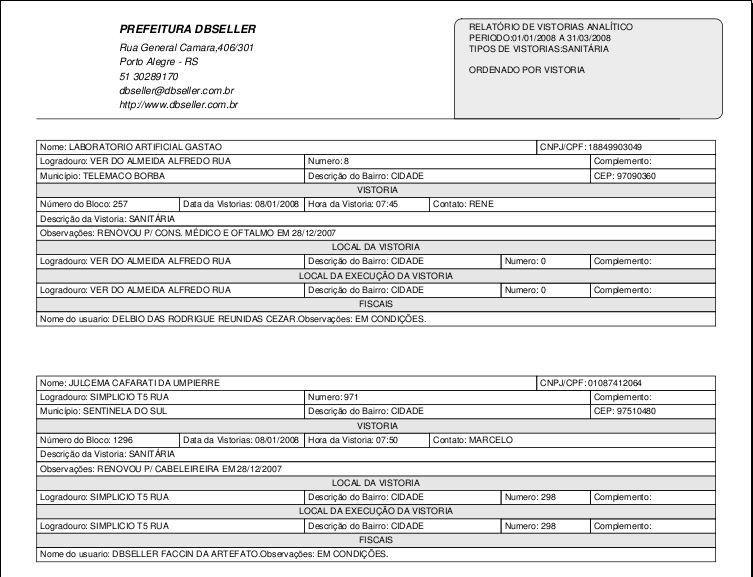 PREFEITURA DBSELLER
Rua General Camara,406/301
Porto Alegre - RS
51 30289170
dbseller@dbseller.com.br
http://www.dbseller.com.br
RELATÓRIO DE VISTORIAS ANALÍTICO
PERIODO:01/01/2008 A 31/03/2008
TIPOS DE VISTORIAS:SANITÁRIA
ORDENADO POR VISTORIA
Nome: LABORATORIO ARTIFICIAL GASTAO CNPJ/CPF: 18849903049
Logradouro: VER DO ALMEIDA ALFREDO RUA Numero: 8 Complemento:
Municipio: TELEMACO BORBA Descrição do Bairro: CIDADE CEP: 97090360
VISTORIA
Número do Bloco: 257 Data da Vistorias: 08/01/2008 Hora da Vistoria: 07:45 Contato: RENE
Descrição da Vistoria: SANITÁRIA
Observações: RENOVOU P/ CONS. MÉDICO E OFTALMO EM 28/12/2007
LOCAL DA VISTORIA
Logradouro: VER DO ALMEIDA ALFREDO RUA Descrição do Bairro: CIDADE Numero: 0 Complemento:
LOCAL DA EXECUÇÃO DA VISTORIA
Logradouro: VER DO ALMEIDA ALFREDO RUA Descrição do Bairro: CIDADE Numero: 0 Complemento:
FISCAIS
Nome do usuario: DELBIO DAS RODRIGUE REUNIDAS CEZAR.Observações: EM CONDIÇÕES.
Nome: JULCEMA CAFARATI DA UMPIERRE CNPJ/CPF: 01087412064
Logradouro: SIMPLICIO T5 RUA Numero: 971 Complemento:
Municipio: SENTINELA DO SUL Descrição do Bairro: CIDADE CEP: 97510480
VISTORIA
Número do Bloco: 1296 Data da Vistorias: 08/01/2008 Hora da Vistoria: 07:50 Contato: MARCELO
Descrição da Vistoria: SANITÁRIA
Observações: RENOVOU P/ CABELEIREIRA EM 28/12/2007
LOCAL DA VISTORIA
Logradouro: SIMPLICIO T5 RUA Descrição do Bairro: CIDADE Numero: 298 Complemento:
LOCAL DA EXECUÇÃO DA VISTORIA
Logradouro: SIMPLICIO T5 RUA Descrição do Bairro: CIDADE Numero: 298 Complemento:
FISCAIS
Nome do usuario: DBSELLER FACCIN DA ARTEFATO.Observações: EM CONDIÇÕES.